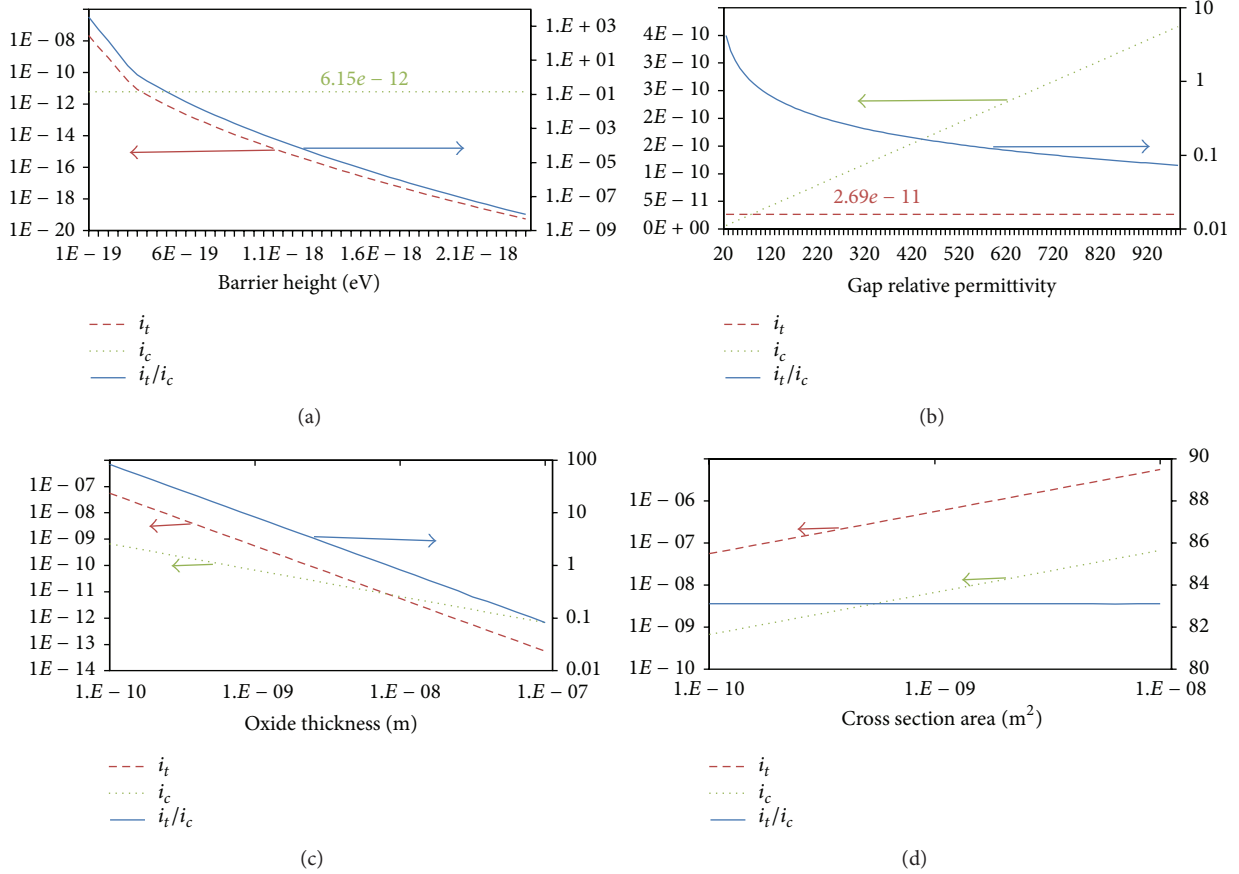 1E − 08
1E − 10
1E − 12
1E − 14
1E − 16
1E − 18
1E − 20
1.E + 03
1.E + 01
1.E − 01
1.E − 03
1.E − 05
1.E − 07
1.E − 09
6.15e − 12
1E − 19 6E − 19 1.1E − 18 1.6E − 18 2.1E − 18
Barrier height (eV)
i_t
i_c
i_t/i_c
(a)
4E − 10
3E − 10
3E − 10
2E − 10
2E − 10
1E − 10
5E − 11
0E + 00
10
1
0.1
0.01
2.69e − 11
20 120 220 320 420 520 620 720 820 920
Gap relative permittivity
i_t
i_c
i_t/i_c
(b)
1E − 07
1E − 08
1E − 09
1E − 10
1E − 11
1E − 12
1E − 13
1E − 14
100
10
1
0.1
0.01
1.E − 10 1.E − 09 1.E − 08 1.E − 07
Oxide thickness (m)
i_t
i_c
i_t/i_c
(c)
1E − 06
1E − 07
1E − 08
1E − 09
1E − 10
90
88
86
84
82
80
1.E − 10 1.E − 09 1.E − 08
Cross section area (m²)
i_t
i_c
i_t/i_c
(d)